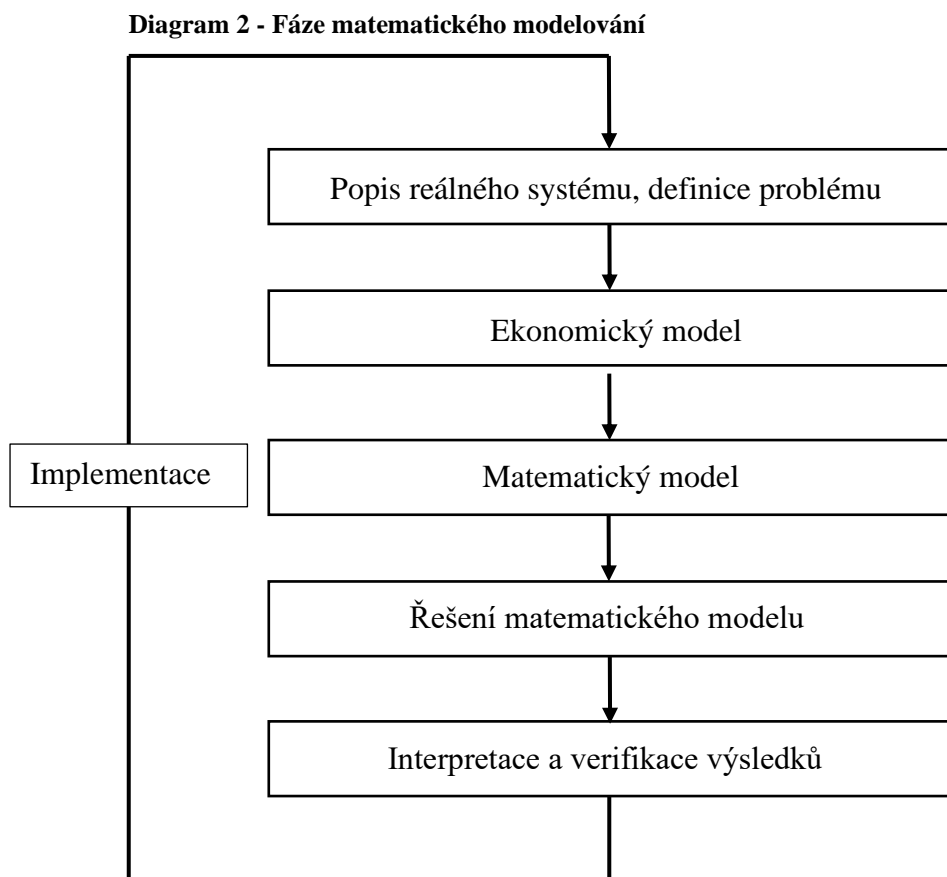 Diagram 2 - Fáze matematického modelování
Popis reálného systému, definice problému
Ekonomický model
Matematický model
Implementace
Řešení matematického modelu
Interpretace a verifikace výsledků